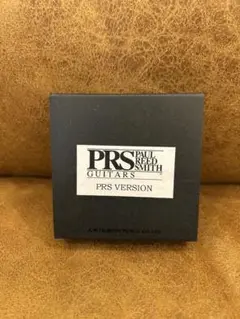 PRS PAUL
REED
SMITH
GUITARS
PRS VERSION